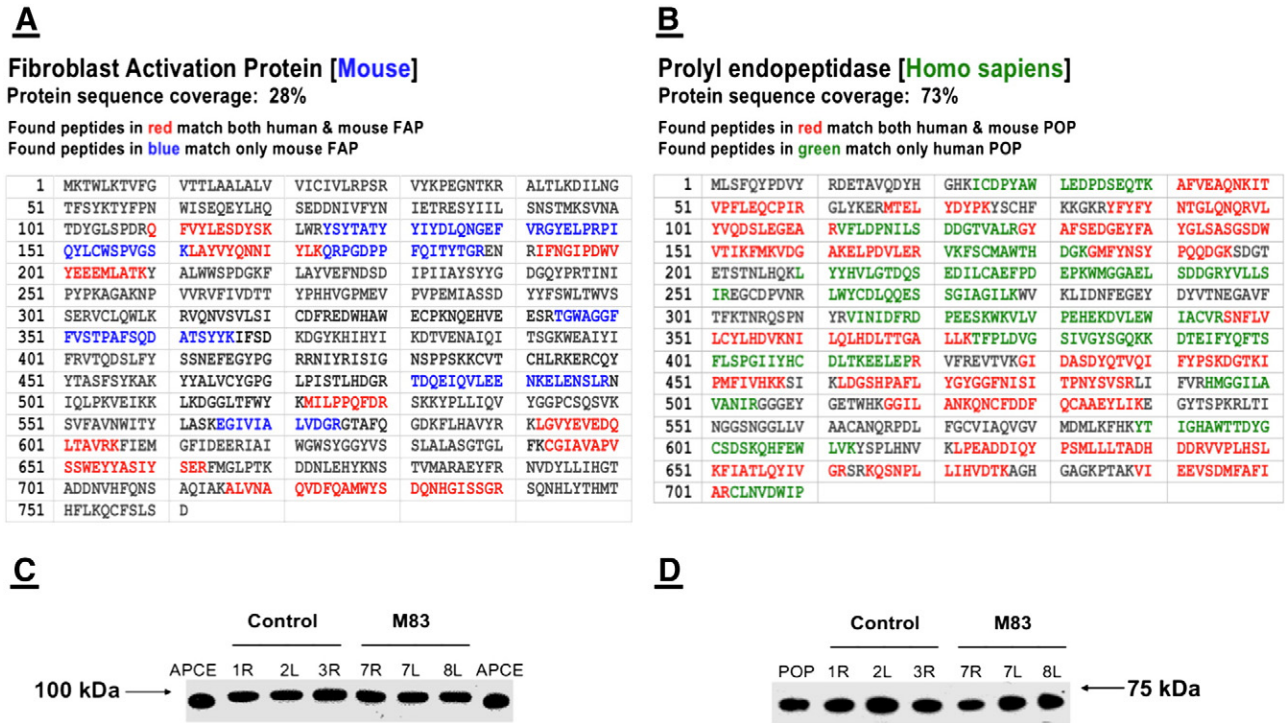 A
Fibroblast Activation Protein [Mouse]
Protein sequence coverage: 28%
Found peptides in red match both human & mouse FAP
Found peptides in blue match only mouse FAP
1 MKTWLKTVFG VTTLAALALV VICIVLRPSR VYKPEGNTKR ALTLKDILNG
51 TFSYKTYFPN WISEQEYLHQ SEDDNIVFYN IETRESYIIL SNSTMKSVNA
101 TDYGLSPDRQ FVYLESDYSK LWRYSYTATY YIYDLQNGEF VRGYELPRPI
151 QYLCWSPVGS KLAYVYQNNI YLKQRPGDPP FQITYTGREN RIFNGIPDWV
201 YEEEMLATKY ALWWSPDGKF LAYVEFNDSD IPIIAYSYYG DGQYPRTINI
251 PYPKAGAKNP VVRVFIVDTT YPHHVGPMEV PVPEMIASSD YYFSWLTWVS
301 SERVCLQWLK RVQNVSVLSI CDFREDWHAW ECPKNQEHVE ESRTGWAGGF
351 FVSTPAFSQD ATSYYKIFSD KDGYKHIHYI KDTVENAIQI TSGKWEAIYI
401 FRVTQDSLFY SSNEFEGYPG RRNIYRISIG NSPPSKKCVT CHLRKERCQY
451 YTASFSYKAK YYALVCYGPG LPISTLHDGR TDQEIQVLEE NKELENSLRN
501 IQLPKVEIKK LKDGGLTFWY KMILPPQFDR SKKYPLLIQV YGGPCSQSVK
551 SVFAVNWITY LASKEGIVIA LVDGRGTAFQ GDKFLHAVYR KLGVYEVEDQ
601 LTAVRKFIEM GFIDEERIAI WGWSYGGYVS SLALASGTGL FKCGIAVAPV
651 SSWEYYASIY SERFMGLPTK DDNLEHYKNS TVMARAEYFR NVDYLLIHGT
701 ADDNVHFQNS AQIAKALVNA QVDFQAMWYS DQNHGISSGR SQNHLYTHMT
751 HFLKQCFSLS D
B
Prolyl endopeptidase [Homo sapiens]
Protein sequence coverage: 73%
Found peptides in red match both human & mouse POP
Found peptides in green match only human POP
1 MLSFQYPDVY RDETAVQDYH GHKICDPYAW LEDPDSEQTK AFVEAQNKIT
51 VPFLEQCPIR GLYKERMTEL YDYPKYSCHF KKGKRYFYFY NTGLQNQRVL
101 YVQDSLEGEA RVFLDPNILS DDGTVALRGY AFSEDGEYFA YGLSASGSDW
151 VTIKFMKVDG AKELPDVLER VKFSCMAWTH DGKGMFYNSY PQQDGKSDGT
201 ETSTNLHQKL YYHVLGTDQS EDILCAEFPD EPKWMGGAEL SDDGRYVLLS
251 IREGCDPVNR LWYCDLQQES SGIAGILKWV KLIDNFEGEY DYVTNEGAVF
301 TFKTNRQSPN YRVINIDFRD PEESKWKVLV PEHEKDVLEW IACVRSNFLV
351 LCYLHDVKNI LQLHDLTTGA LLKTFPLDVG SIVGYSGQKK DTEIFYQFTS
401 FLSPGIIYHC DLTKEELEPR VFREVTVKGI DASDYQTVQI FYPSKDGTKI
451 PMFIVHKKSI KLDGSHPAFL YGYGGFNISI TPNYSVSRLI FVRHMGGILA
501 VANIRGGGEY GETWHKGGIL ANKQNCFDDF QCAAEYLIKE GYTSPKRLTI
551 NGGSNGGLLV AACANQRPDL FGCVIAQVGV MDMLKFHKYT IGHAWTTDYG
601 CSDSKQHFEW LVKYSPLHNV KLPEADDIQY PSMLLLTADH DDRVVPLHSL
651 KFIATLQYIV GRSRKQSNPL LIHVDTKAGH GAGKPTAKVI EEVSDMFAFI
701 ARCLNVDWIP
C
Control M83
APCE 1R 2L 3R 7R 7L 8L APCE
100 kDa
D
Control M83
POP 1R 2L 3R 7R 7L 8L
75 kDa